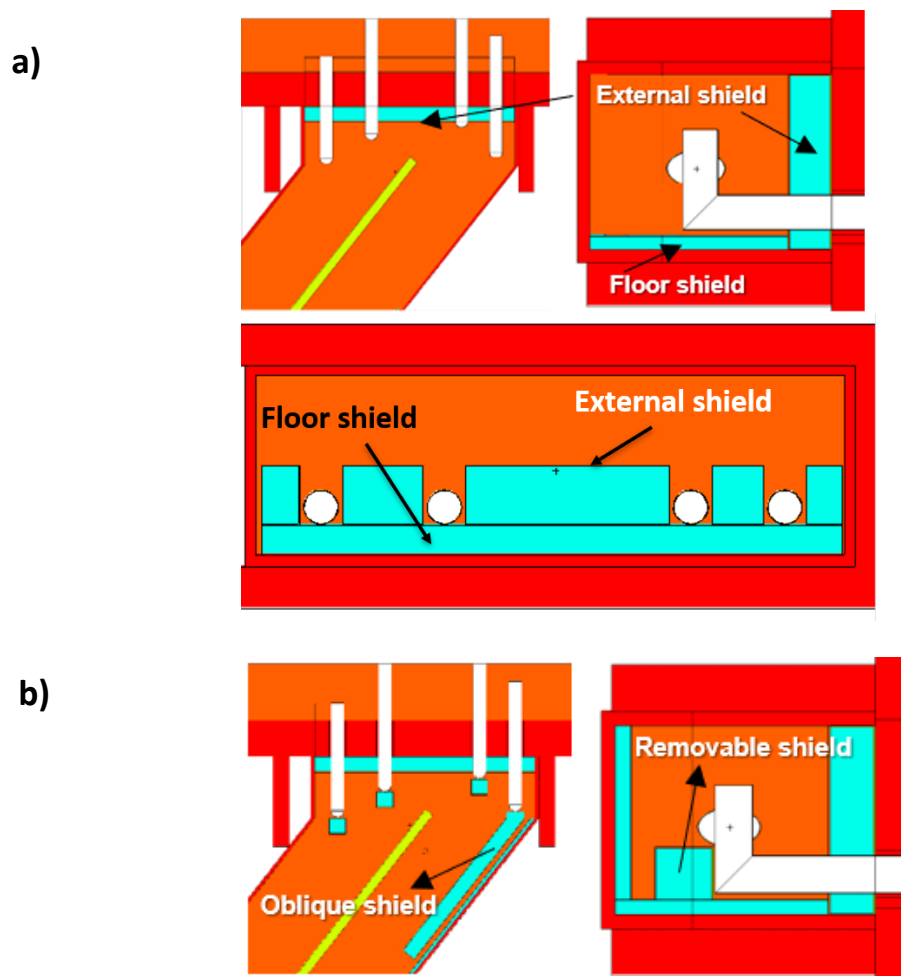 a)
External shield
Floor shield
External shield
Floor shield
b)
Removable shield
Oblique shield